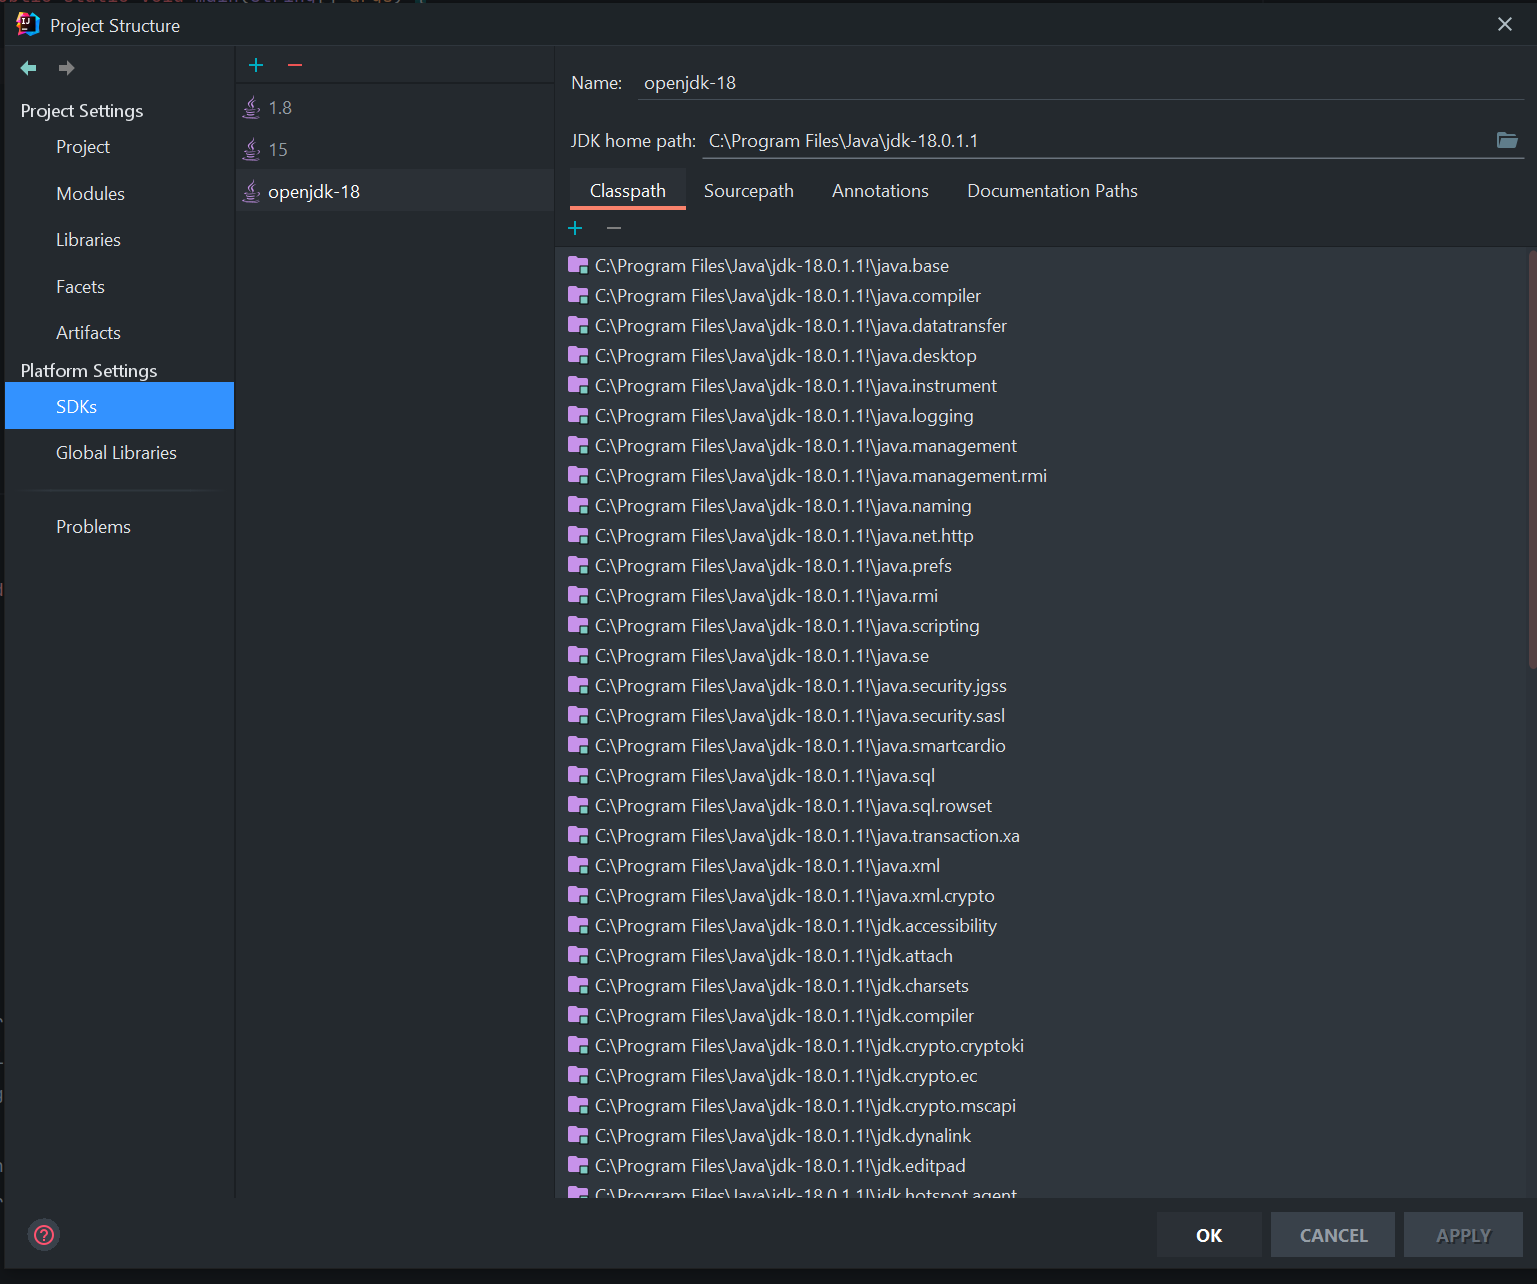 Project Structure
Project Settings
Project
Modules
Libraries
Facets
Artifacts
Platform Settings
SDKs
Global Libraries
Problems
1.8
15
openjdk-18
Name: openjdk-18
JDK home path: C:\Program Files\Java\jdk-18.0.1.1
Classpath Sourcepath Annotations Documentation Paths
C:\Program Files\Java\jdk-18.0.1.1!\java.base
C:\Program Files\Java\jdk-18.0.1.1!\java.compiler
C:\Program Files\Java\jdk-18.0.1.1!\java.datatransfer
C:\Program Files\Java\jdk-18.0.1.1!\java.desktop
C:\Program Files\Java\jdk-18.0.1.1!\java.instrument
C:\Program Files\Java\jdk-18.0.1.1!\java.logging
C:\Program Files\Java\jdk-18.0.1.1!\java.management
C:\Program Files\Java\jdk-18.0.1.1!\java.management.rmi
C:\Program Files\Java\jdk-18.0.1.1!\java.naming
C:\Program Files\Java\jdk-18.0.1.1!\java.net.http
C:\Program Files\Java\jdk-18.0.1.1!\java.prefs
C:\Program Files\Java\jdk-18.0.1.1!\java.rmi
C:\Program Files\Java\jdk-18.0.1.1!\java.scripting
C:\Program Files\Java\jdk-18.0.1.1!\java.se
C:\Program Files\Java\jdk-18.0.1.1!\java.security.jgss
C:\Program Files\Java\jdk-18.0.1.1!\java.security.sasl
C:\Program Files\Java\jdk-18.0.1.1!\java.smartcardio
C:\Program Files\Java\jdk-18.0.1.1!\java.sql
C:\Program Files\Java\jdk-18.0.1.1!\java.sql.rowset
C:\Program Files\Java\jdk-18.0.1.1!\java.transaction.xa
C:\Program Files\Java\jdk-18.0.1.1!\java.xml
C:\Program Files\Java\jdk-18.0.1.1!\java.xml.crypto
C:\Program Files\Java\jdk-18.0.1.1!\jdk.accessibility
C:\Program Files\Java\jdk-18.0.1.1!\jdk.attach
C:\Program Files\Java\jdk-18.0.1.1!\jdk.charsets
C:\Program Files\Java\jdk-18.0.1.1!\jdk.compiler
C:\Program Files\Java\jdk-18.0.1.1!\jdk.crypto.cryptoki
C:\Program Files\Java\jdk-18.0.1.1!\jdk.crypto.ec
C:\Program Files\Java\jdk-18.0.1.1!\jdk.crypto.mscapi
C:\Program Files\Java\jdk-18.0.1.1!\jdk.dynalink
C:\Program Files\Java\jdk-18.0.1.1!\jdk.editpad
C:\Program Files\Java\jdk-18.0.1.1!\jdk.hotspot.agent
OK CANCEL APPLY